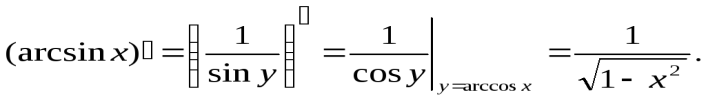 (arcsin x)▯ = (1 / sin y)▯ = 1 / cos y |y=arccos x = 1 / √(1 - x²).